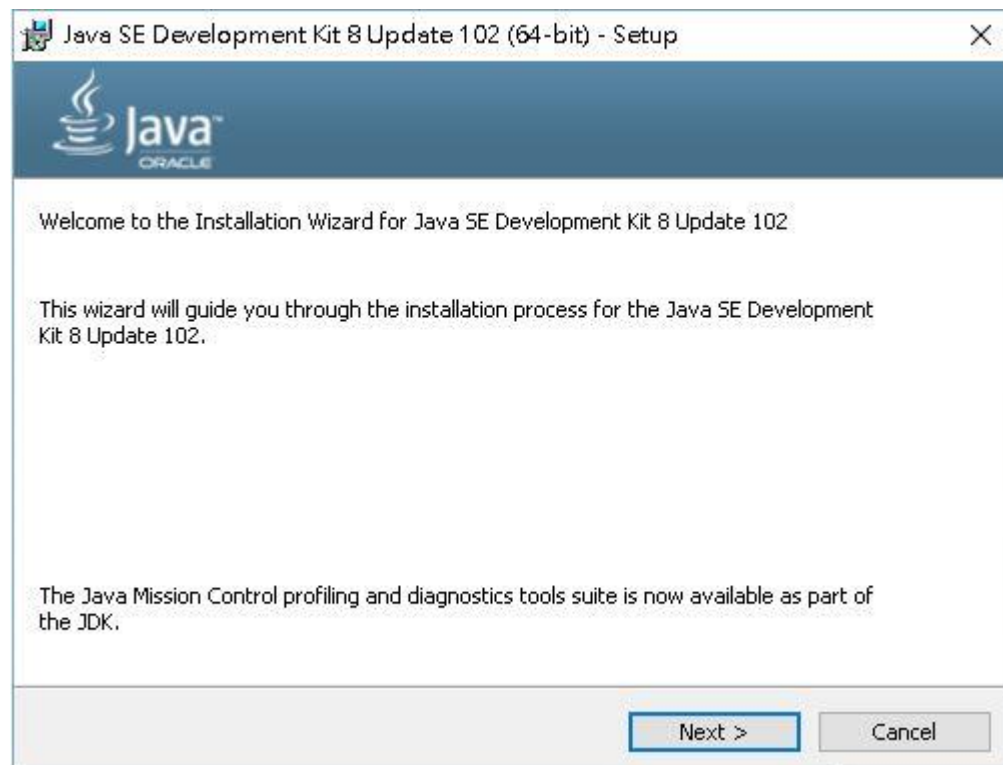 Java SE Development Kit 8 Update 102 (64-bit) - Setup
Java™
ORACLE
Welcome to the Installation Wizard for Java SE Development Kit 8 Update 102
This wizard will guide you through the installation process for the Java SE Development
Kit 8 Update 102.
The Java Mission Control profiling and diagnostics tools suite is now available as part of
the JDK.
Next >
Cancel